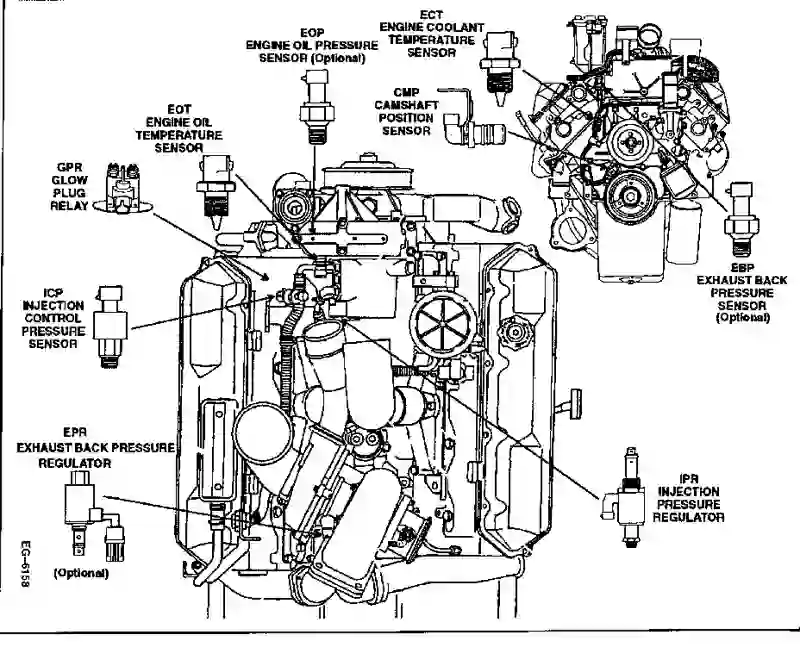 EOP
ENGINE OIL PRESSURE
SENSOR (Optional)
ECT
ENGINE COOLANT
TEMPERATURE
SENSOR
CMP
CAMSHAFT
POSITION
SENSOR
EOT
ENGINE OIL
TEMPERATURE
SENSOR
GPR
GLOW
PLUG
RELAY
EBP
EXHAUST BACK
PRESSURE
SENSOR
(Optional)
ICP
INJECTION
CONTROL
PRESSURE
SENSOR
EPR
EXHAUST BACK PRESSURE
REGULATOR
(Optional)
IPR
INJECTION
PRESSURE
REGULATOR
EG-6158